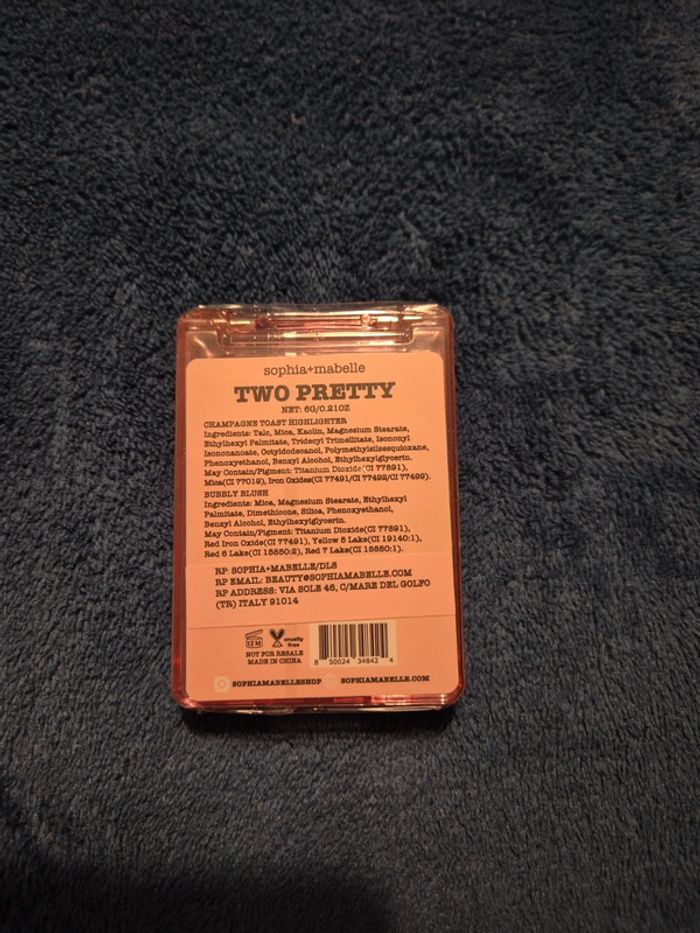 sophia+mabelle
TWO PRETTY
NET: 6G/0.21OZ
CHAMPAGNE TOAST HIGHLIGHTER
Ingredients: Talc, Mica, Kaolin, Magnesium Stearate,
Ethylhexyl Palmitate, Tridecyl Trimellitate, Isononyl
Isononanoate, Octyldodecanol, Polymethylsilsesquioxane,
Phenoxyethanol, Benzyl Alcohol, Ethylhexylglycerin.
May Contain/Pigment: Titanium Dioxide(CI 77891),
Mica(CI 77019), Iron Oxides(CI 77491/CI 77492/CI 77499).
BUBBLY BLUSH
Ingredients: Mica, Magnesium Stearate, Ethylhexyl
Palmitate, Dimethicone, Silica, Phenoxyethanol,
Benzyl Alcohol, Ethylhexylglycerin.
May Contain/Pigment: Titanium Dioxide(CI 77891),
Red Iron Oxide(CI 77491), Yellow 5 Lake(CI 19140:1),
Red 6 Lake(CI 15850:2), Red 7 Lake(CI 15850:1).
RP: SOPHIA+MABELLE/DLS
RP EMAIL: BEAUTY@SOPHIAMABELLE.COM
RP ADDRESS: VIA SOLE 46, C/MARE DEL GOLFO
(TR) ITALY 91014
12 M
cruelty
free
NOT FOR RESALE
MADE IN CHINA
8 50024 34842 4
SOPHIAMABELLESHOP
SOPHIAMABELLE.COM